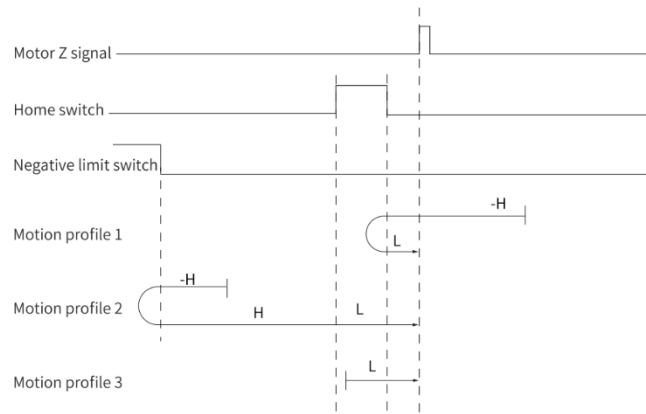 Motor Z signal
Home switch
Negative limit switch
-H
Motion profile 1
L
-H
Motion profile 2
H
L
L
Motion profile 3